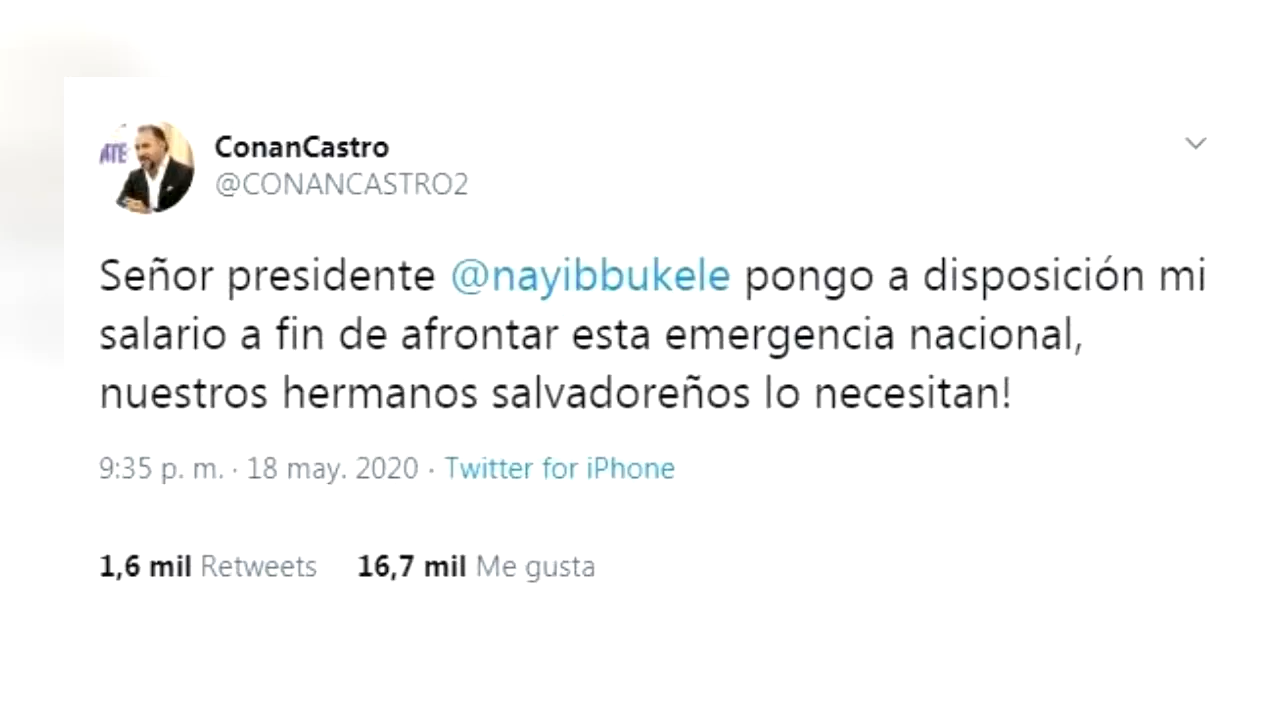 ATE
ConanCastro
@CONANCASTRO2
Señor presidente @nayibbukele pongo a disposición mi
salario a fin de afrontar esta emergencia nacional,
nuestros hermanos salvadoreños lo necesitan!
9:35 p. m. · 18 may. 2020 · Twitter for iPhone
1,6 mil Retweets 16,7 mil Me gusta